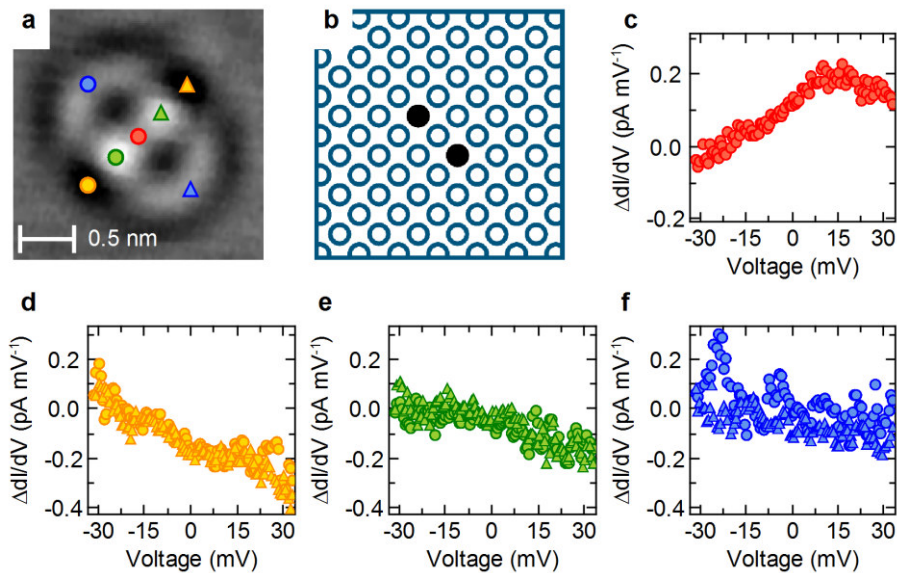 a
0.5 nm
b
c
ΔdI/dV (pA mV⁻¹)
0.2
0.0
-0.2
-30 -15 0 15 30
Voltage (mV)
d
ΔdI/dV (pA mV⁻¹)
0.2
0.0
-0.2
-0.4
-30 -15 0 15 30
Voltage (mV)
e
ΔdI/dV (pA mV⁻¹)
0.2
0.0
-0.2
-0.4
-30 -15 0 15 30
Voltage (mV)
f
ΔdI/dV (pA mV⁻¹)
0.2
0.0
-0.2
-0.4
-30 -15 0 15 30
Voltage (mV)